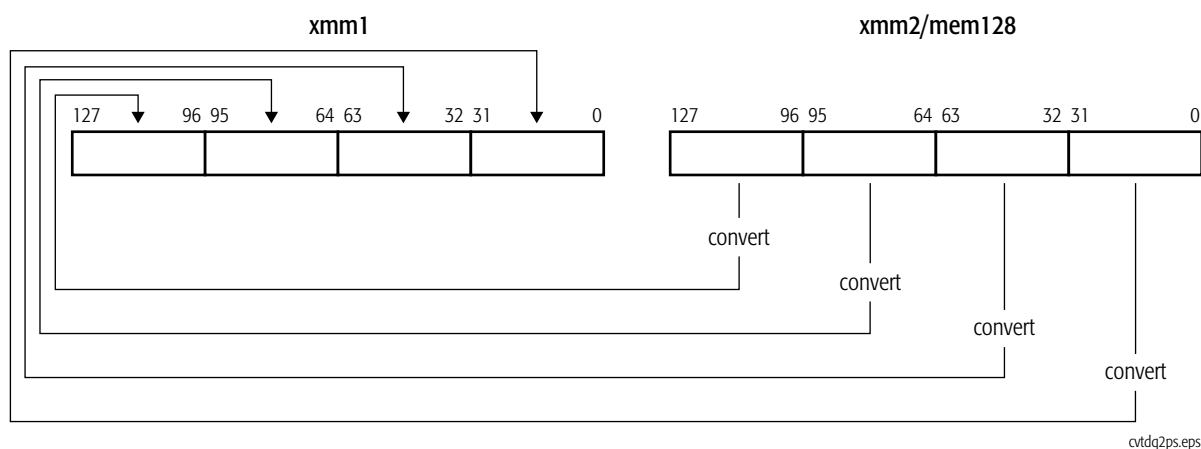 xmm1 xmm2/mem128
127 96 95 64 63 32 31 0 127 96 95 64 63 32 31 0
convert
convert
convert
convert
cvtdq2ps.eps